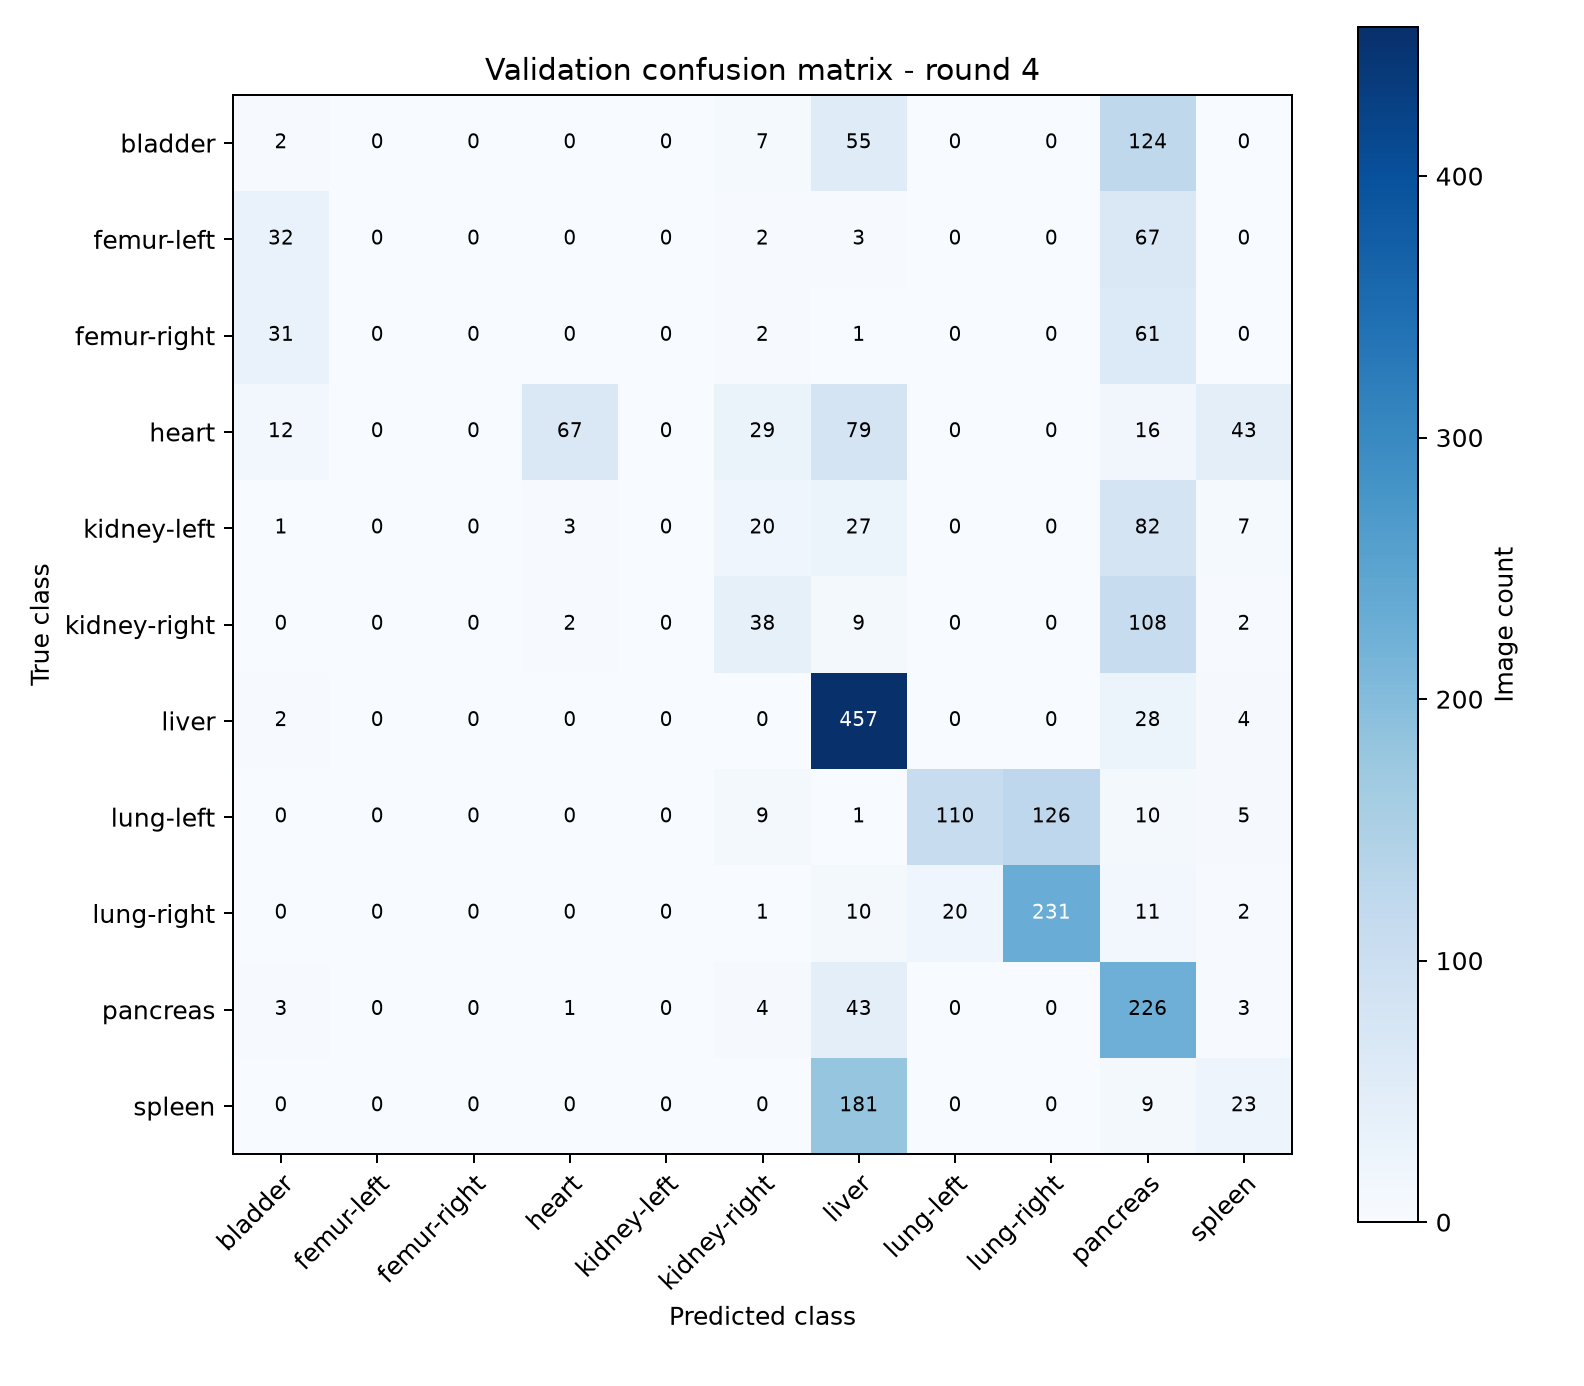 Validation confusion matrix - round 4
bladder 2 0 0 0 0 7 55 0 0 124 0
femur-left 32 0 0 0 0 2 3 0 0 67 0
femur-right 31 0 0 0 0 2 1 0 0 61 0
heart 12 0 0 67 0 29 79 0 0 16 43
kidney-left 1 0 0 3 0 20 27 0 0 82 7
kidney-right 0 0 0 2 0 38 9 0 0 108 2
liver 2 0 0 0 0 0 457 0 0 28 4
lung-left 0 0 0 0 0 9 1 110 126 10 5
lung-right 0 0 0 0 0 1 10 20 231 11 2
pancreas 3 0 0 1 0 4 43 0 0 226 3
spleen 0 0 0 0 0 0 181 0 0 9 23
True class
bladder femur-left femur-right heart kidney-left kidney-right liver lung-left lung-right pancreas spleen
Predicted class
400
300
200
100
0
Image count